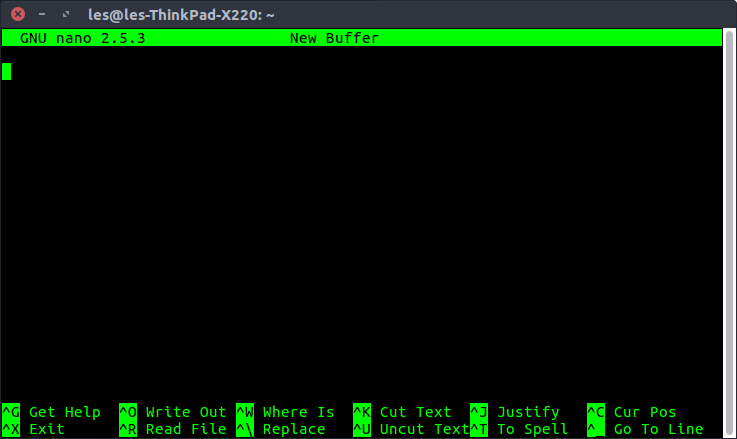 les@les-ThinkPad-X220: ~
GNU nano 2.5.3 New Buffer
^G Get Help ^O Write Out ^W Where Is ^K Cut Text ^J Justify ^C Cur Pos
^X Exit ^R Read File ^\ Replace ^U Uncut Text ^T To Spell ^_ Go To Line